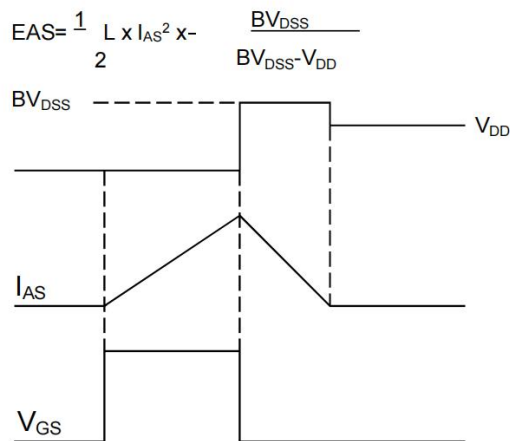 EAS= 1/2 L x IAS² x- BVDSS
BVDSS-VDD
BVDSS
VDD
IAS
VGS